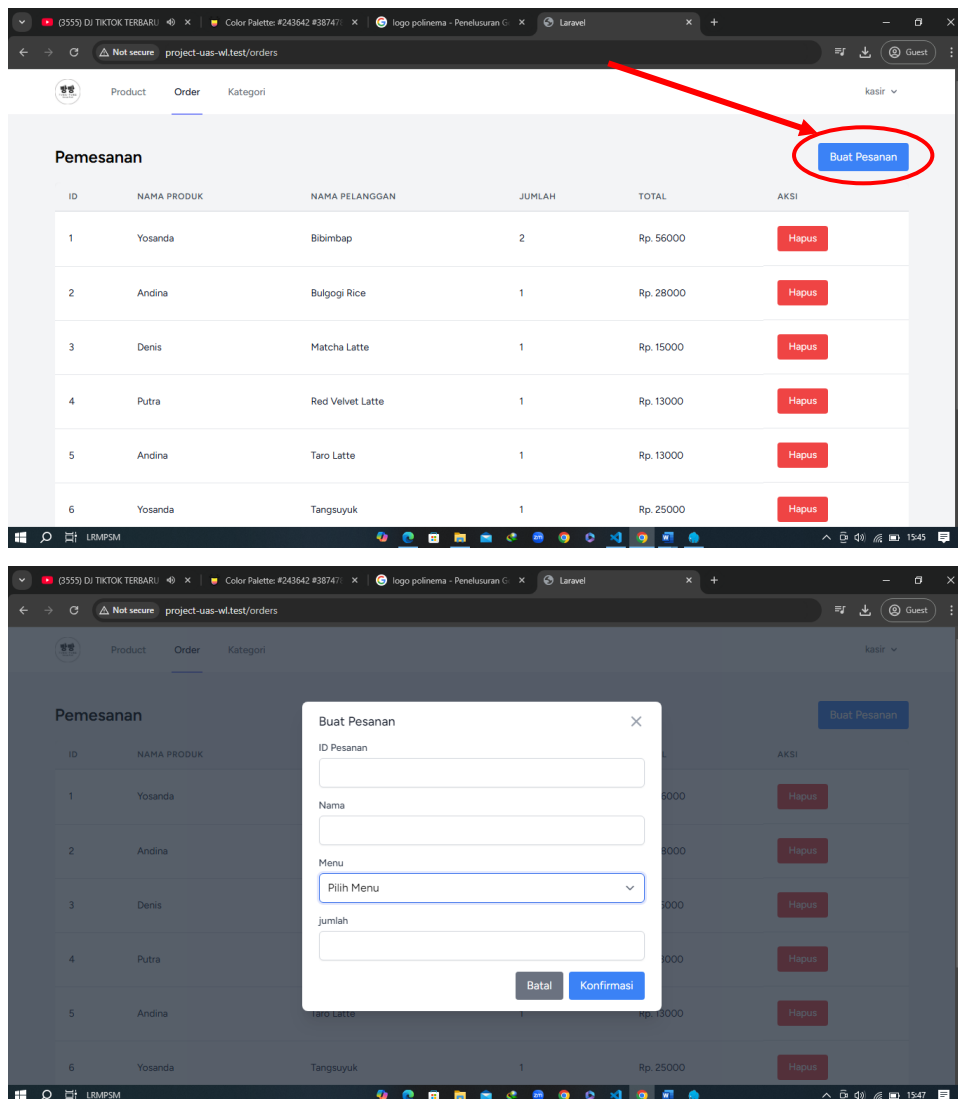 (3555) DJ TIKTOK TERBARU
Color Palette: #243642 #38747
logo polinema - Penelusuran G
Laravel
Not secure project-uas-wl.test/orders
Guest
Product Order Kategori kasir
Pemesanan Buat Pesanan
ID NAMA PRODUK NAMA PELANGGAN JUMLAH TOTAL AKSI
1 Yosanda Bibimbap 2 Rp. 56000 Hapus
2 Andina Bulgogi Rice 1 Rp. 28000 Hapus
3 Denis Matcha Latte 1 Rp. 15000 Hapus
4 Putra Red Velvet Latte 1 Rp. 13000 Hapus
5 Andina Taro Latte 1 Rp. 13000 Hapus
6 Yosanda Tangsuyuk 1 Rp. 25000 Hapus
LRMPSM 15:45
(3555) DJ TIKTOK TERBARU
Color Palette: #243642 #38747
logo polinema - Penelusuran G
Laravel
Not secure project-uas-wl.test/orders
Guest
Product Order Kategori kasir
Pemesanan Buat Pesanan
ID NAMA PRODUK L AKSI
Buat Pesanan
ID Pesanan
Nama
Menu
Pilih Menu
jumlah
Batal Konfirmasi
1 Yosanda 6000 Hapus
2 Andina 8000 Hapus
3 Denis 5000 Hapus
4 Putra 3000 Hapus
5 Andina Taro Latte 1 Rp. 13000 Hapus
6 Yosanda Tangsuyuk 1 Rp. 25000 Hapus
LRMPSM 15:47